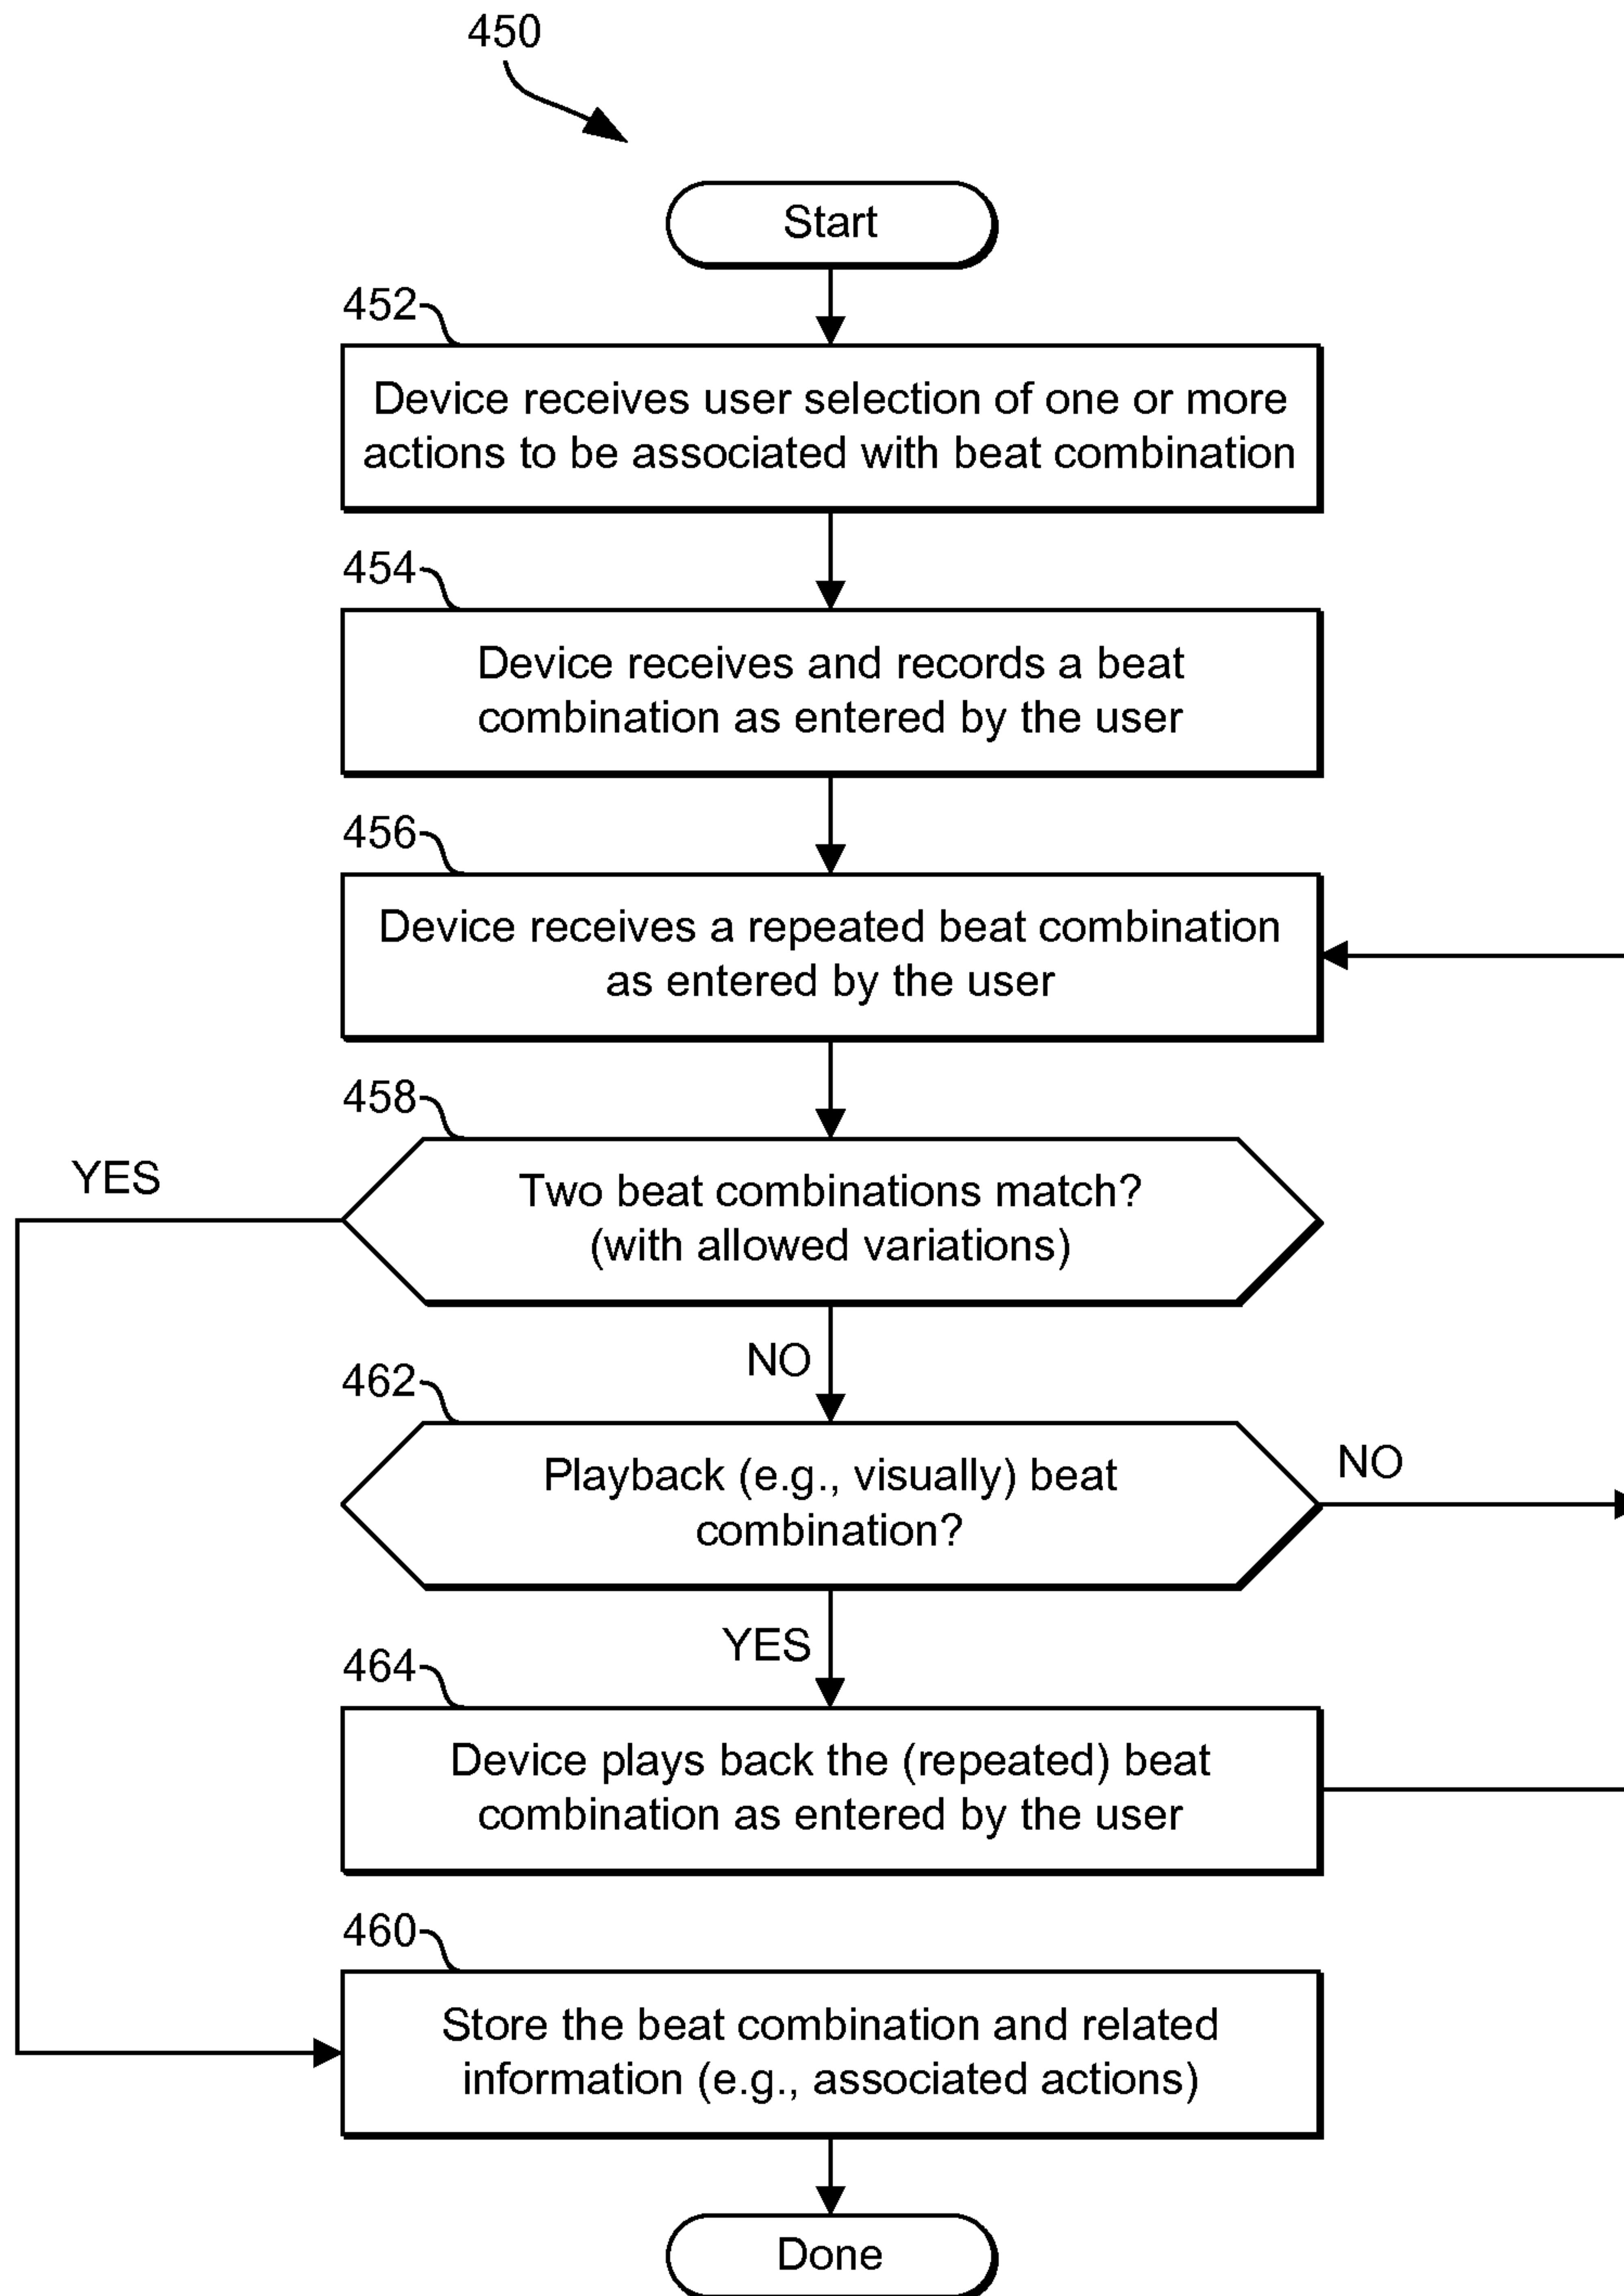 450
Start
452
Device receives user selection of one or more
actions to be associated with beat combination
454
Device receives and records a beat
combination as entered by the user
456
Device receives a repeated beat combination
as entered by the user
458
YES
Two beat combinations match?
(with allowed variations)
NO
462
Playback (e.g., visually) beat
combination?
NO
YES
464
Device plays back the (repeated) beat
combination as entered by the user
460
Store the beat combination and related
information (e.g., associated actions)
Done